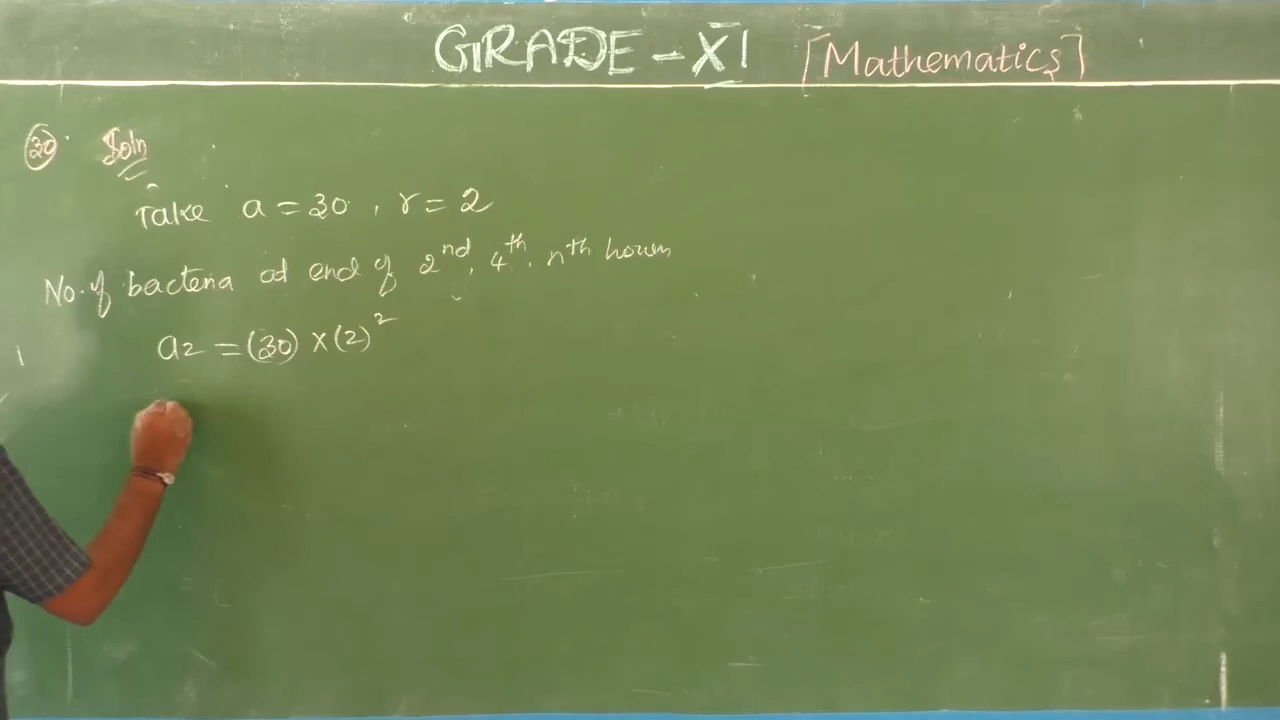 GRADE - XI [Mathematics]
30. Soln
Take a = 30, r = 2
No. of bacteria at end of 2nd, 4th, nth hours
a2 = (30) × (2)²